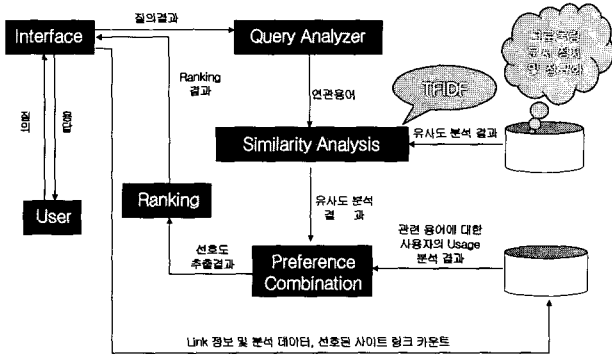 Interface
질의결과
Query Analyzer
Ranking
결과
연관용어
TFIDF
Similarity Analysis
유사도 분석 결과
질의
User
Ranking
유사도 분석
결 과
선호도
추출결과
Preference
Combination
관련 용어에 대한
사용자의 Usage
분석 결과
Link 정보 및 분석 데이터, 선호된 사이트 링크 카운트